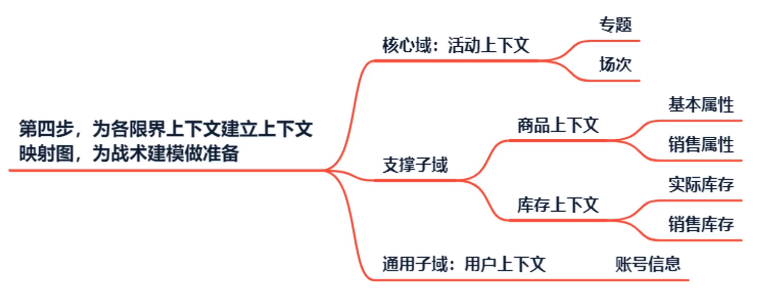 第四步，为各限界上下文建立上下文
映射图，为战术建模做准备
核心域：活动上下文
专题
场次
支撑子域
商品上下文
基本属性
销售属性
库存上下文
实际库存
销售库存
通用子域：用户上下文
账号信息